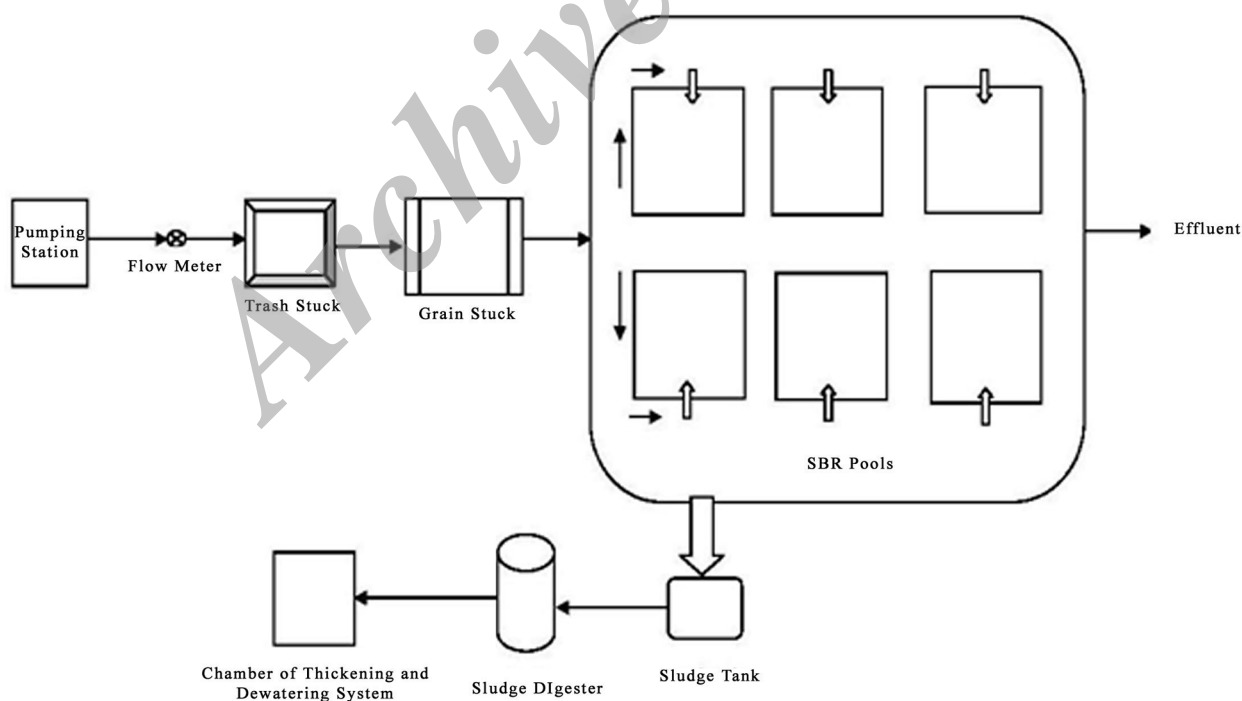 Archive
Pumping
Station
Flow Meter
Trash Stuck
Grain Stuck
Effluent
SBR Pools
Chamber of Thickening and
Dewatering System
Sludge DIgester
Sludge Tank